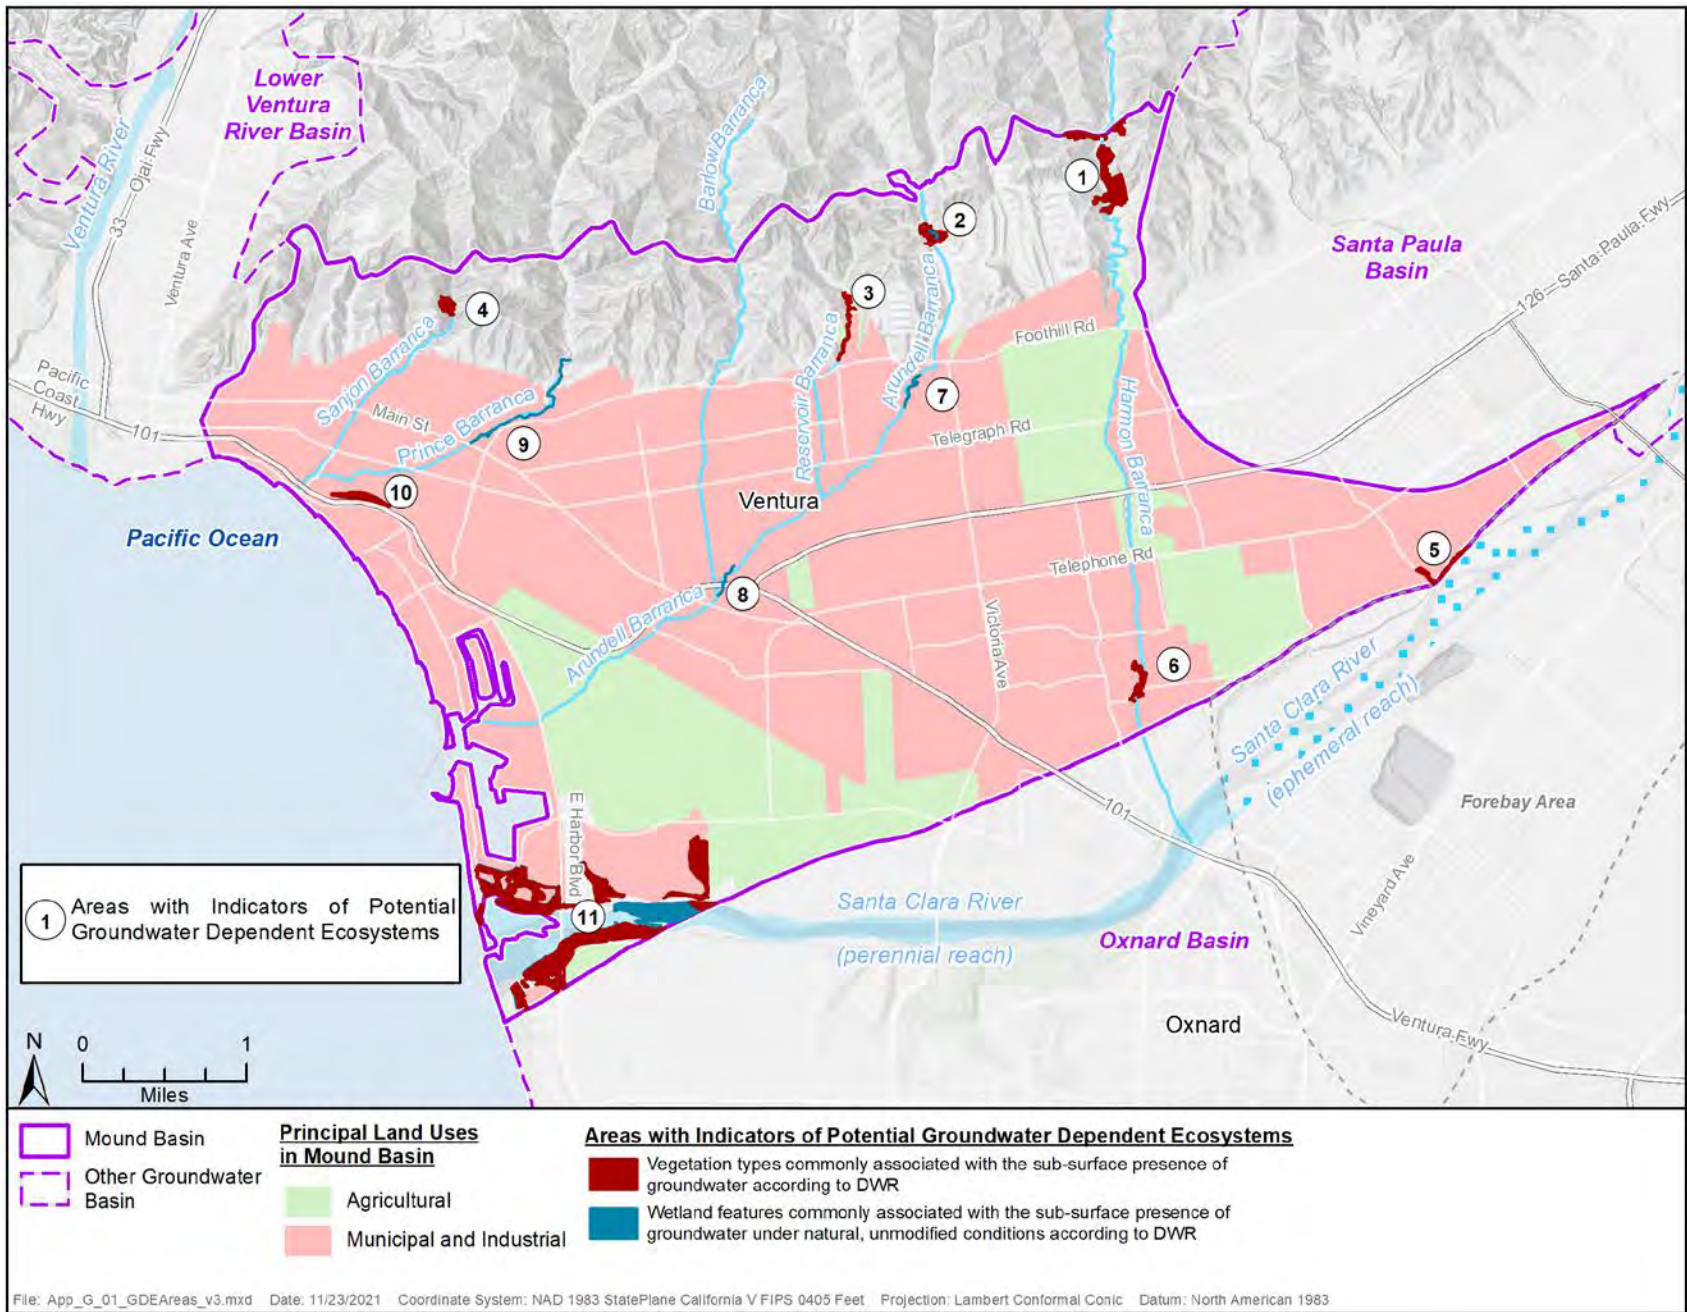 Lower
Ventura
River Basin
Ventura River
33
Ojai Fwy
Ventura Ave
Barlow Barranca
1
2
Santa Paula
Basin
126
Santa Paula Fwy
3
4
Sanjon Barranca
Reservoir Barranca
Arundell Barranca
Foothill Rd
Pacific
Coast
Hwy
101
Main St
Prince Barranca
9
7
Telegraph Rd
Harmon Barranca
10
Ventura
Pacific Ocean
5
Telephone Rd
8
Arundell Barranca
Victoria Ave
6
Santa Clara River
(ephemeral reach)
E Harbor Blvd
101
Forebay Area
Vineyard Ave
1
Areas with Indicators of Potential
Groundwater Dependent Ecosystems
11
Santa Clara River
(perennial reach)
Oxnard Basin
Oxnard
Ventura Fwy
N
0 1
Miles
Mound Basin
Other Groundwater
Basin
Principal Land Uses
in Mound Basin
Agricultural
Municipal and Industrial
Areas with Indicators of Potential Groundwater Dependent Ecosystems
Vegetation types commonly associated with the sub-surface presence of
groundwater according to DWR
Wetland features commonly associated with the sub-surface presence of
groundwater under natural, unmodified conditions according to DWR
File: App_G_01_GDEAreas_v3.mxd Date: 11/23/2021 Coordinate System: NAD 1983 StatePlane California V FIPS 0405 Feet Projection: Lambert Conformal Conic Datum: North American 1983